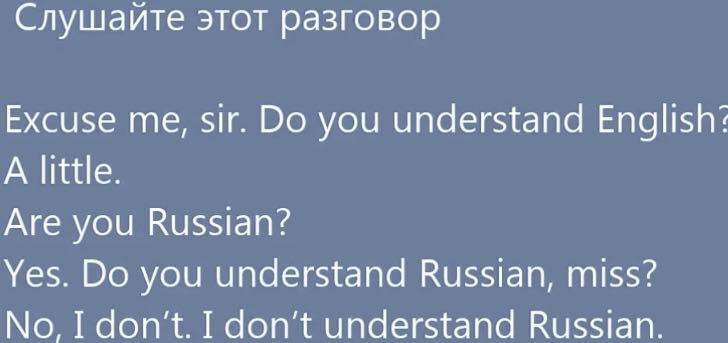 Слушайте этот разговор
Excuse me, sir. Do you understand English?
A little.
Are you Russian?
Yes. Do you understand Russian, miss?
No, I don’t. I don’t understand Russian.